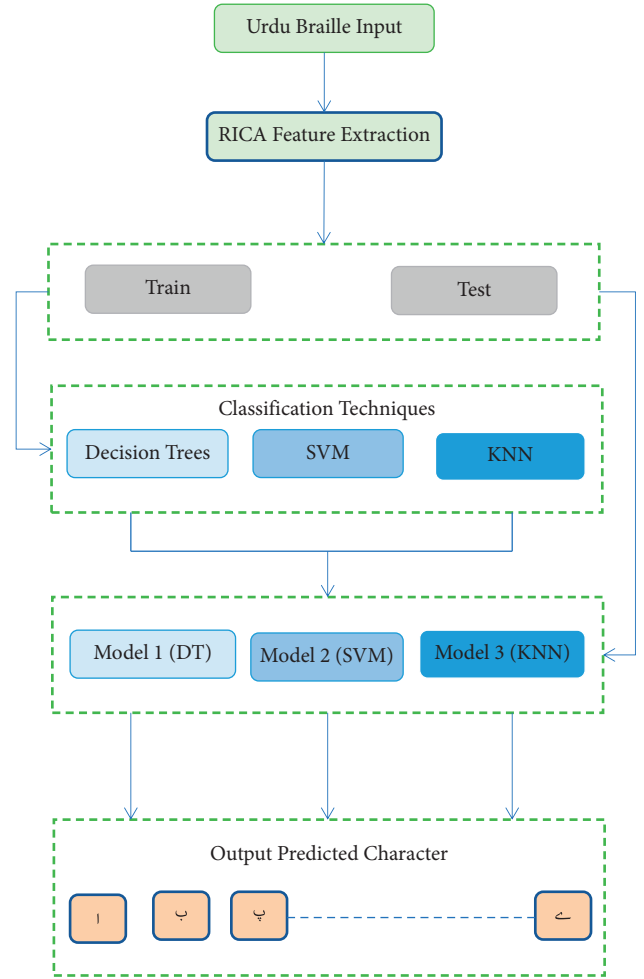 Urdu Braille Input
RICA Feature Extraction
Train Test
Classification Techniques
Decision Trees SVM KNN
Model 1 (DT) Model 2 (SVM) Model 3 (KNN)
Output Predicted Character
ا ب پ ے